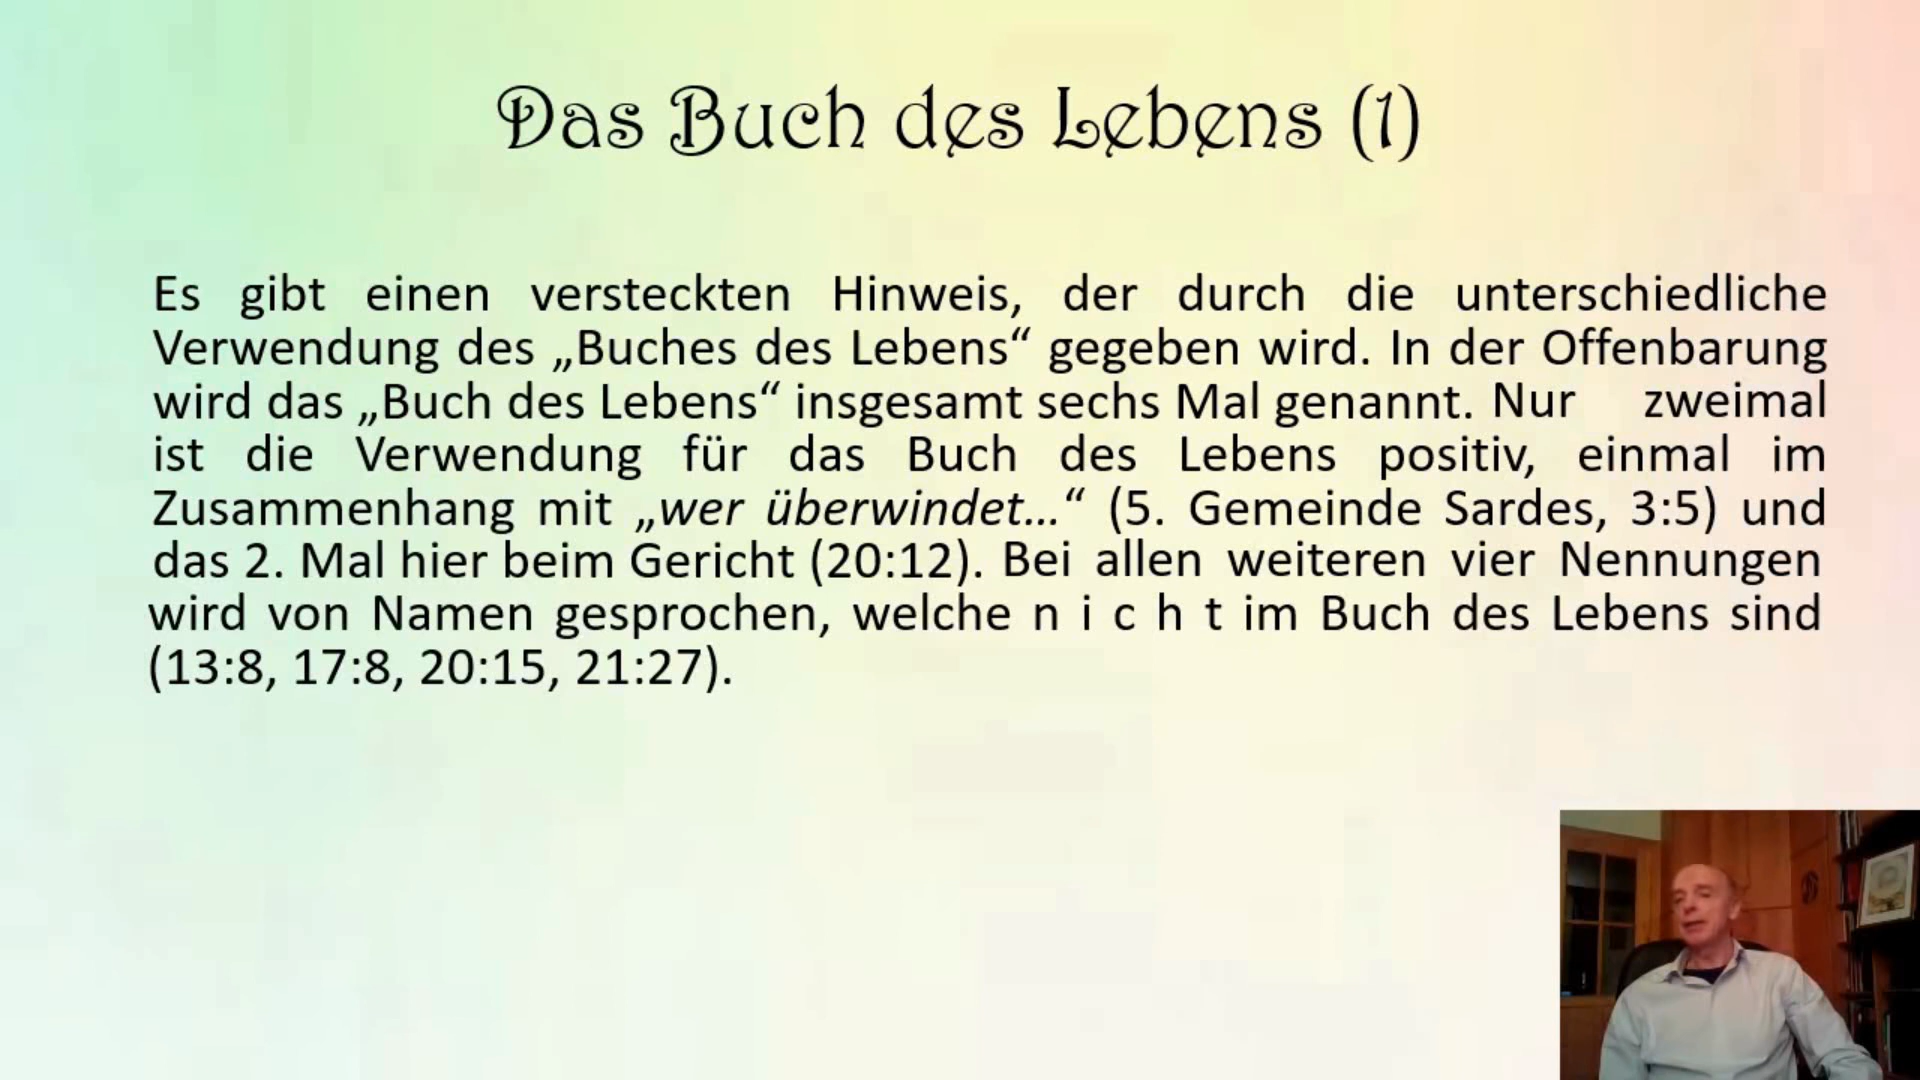 Das Buch des Lebens (1)
Es gibt einen versteckten Hinweis, der durch die unterschiedliche
Verwendung des „Buches des Lebens“ gegeben wird. In der Offenbarung
wird das „Buch des Lebens“ insgesamt sechs Mal genannt. Nur zweimal
ist die Verwendung für das Buch des Lebens positiv, einmal im
Zusammenhang mit „wer überwindet…“ (5. Gemeinde Sardes, 3:5) und
das 2. Mal hier beim Gericht (20:12). Bei allen weiteren vier Nennungen
wird von Namen gesprochen, welche n i c h t im Buch des Lebens sind
(13:8, 17:8, 20:15, 21:27).